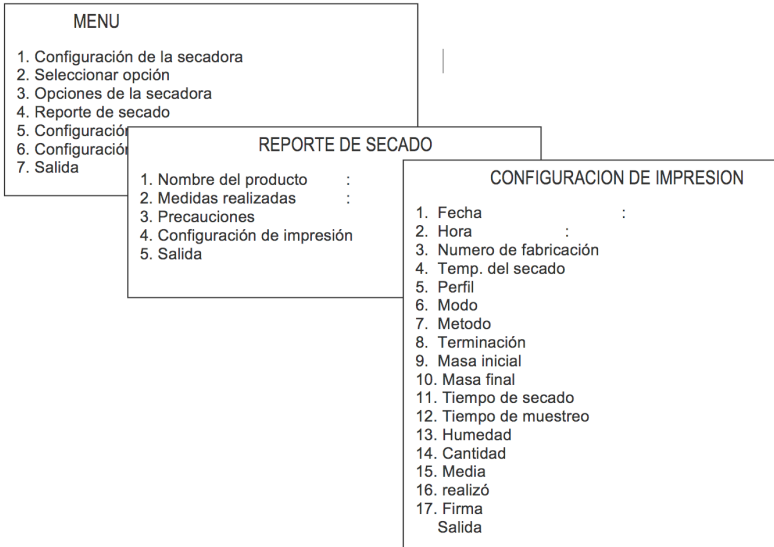 MENU
1. Configuración de la secadora
2. Seleccionar opción
3. Opciones de la secadora
4. Reporte de secado
5. 
6. 
7. Salida
REPORTE DE SECADO
1. Nombre del producto :
2. Medidas realizadas :
3. Precauciones
4. Configuración de impresión
5. Salida
CONFIGURACION DE IMPRESION
1. Fecha :
2. Hora :
3. Numero de fabricación
4. Temp. del secado
5. Perfil
6. Modo
7. Metodo
8. Terminación
9. Masa inicial
10. Masa final
11. Tiempo de secado
12. Tiempo de muestreo
13. Humedad
14. Cantidad
15. Media
16. realizó
17. Firma
Salida